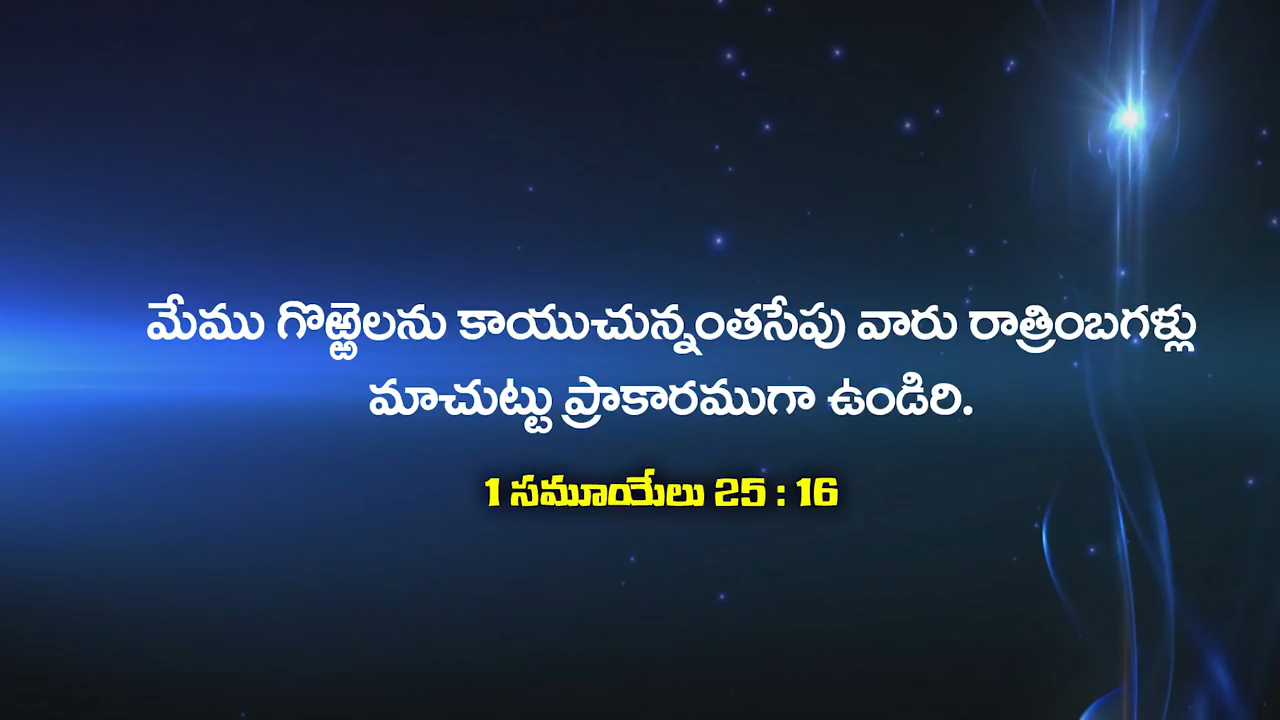 మేము గొఱ్ఱెలను కాయుచున్నంతసేపు వారు రాత్రింబగళ్లు
మాచుట్టు ప్రాకారముగా ఉండిరి.
1 సమూయేలు 25 : 16